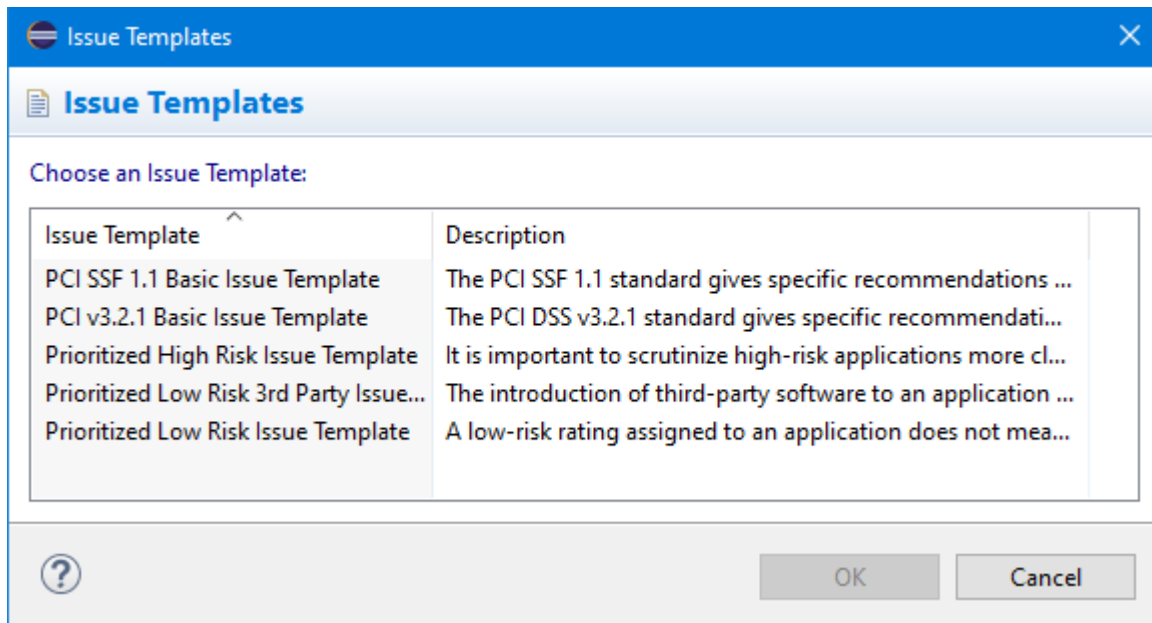 Issue Templates
Issue Templates
Choose an Issue Template:
Issue Template Description
PCI SSF 1.1 Basic Issue Template The PCI SSF 1.1 standard gives specific recommendations ...
PCI v3.2.1 Basic Issue Template The PCI DSS v3.2.1 standard gives specific recommendati...
Prioritized High Risk Issue Template It is important to scrutinize high-risk applications more cl...
Prioritized Low Risk 3rd Party Issue... The introduction of third-party software to an application ...
Prioritized Low Risk Issue Template A low-risk rating assigned to an application does not mea...
? OK Cancel